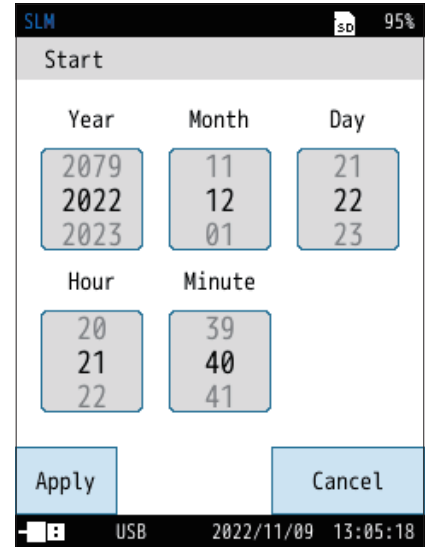 SLM SD 95%
Start
Year Month Day
2079 11 21
2022 12 22
2023 01 23
Hour Minute
20 39
21 40
22 41
Apply Cancel
USB 2022/11/09 13:05:18